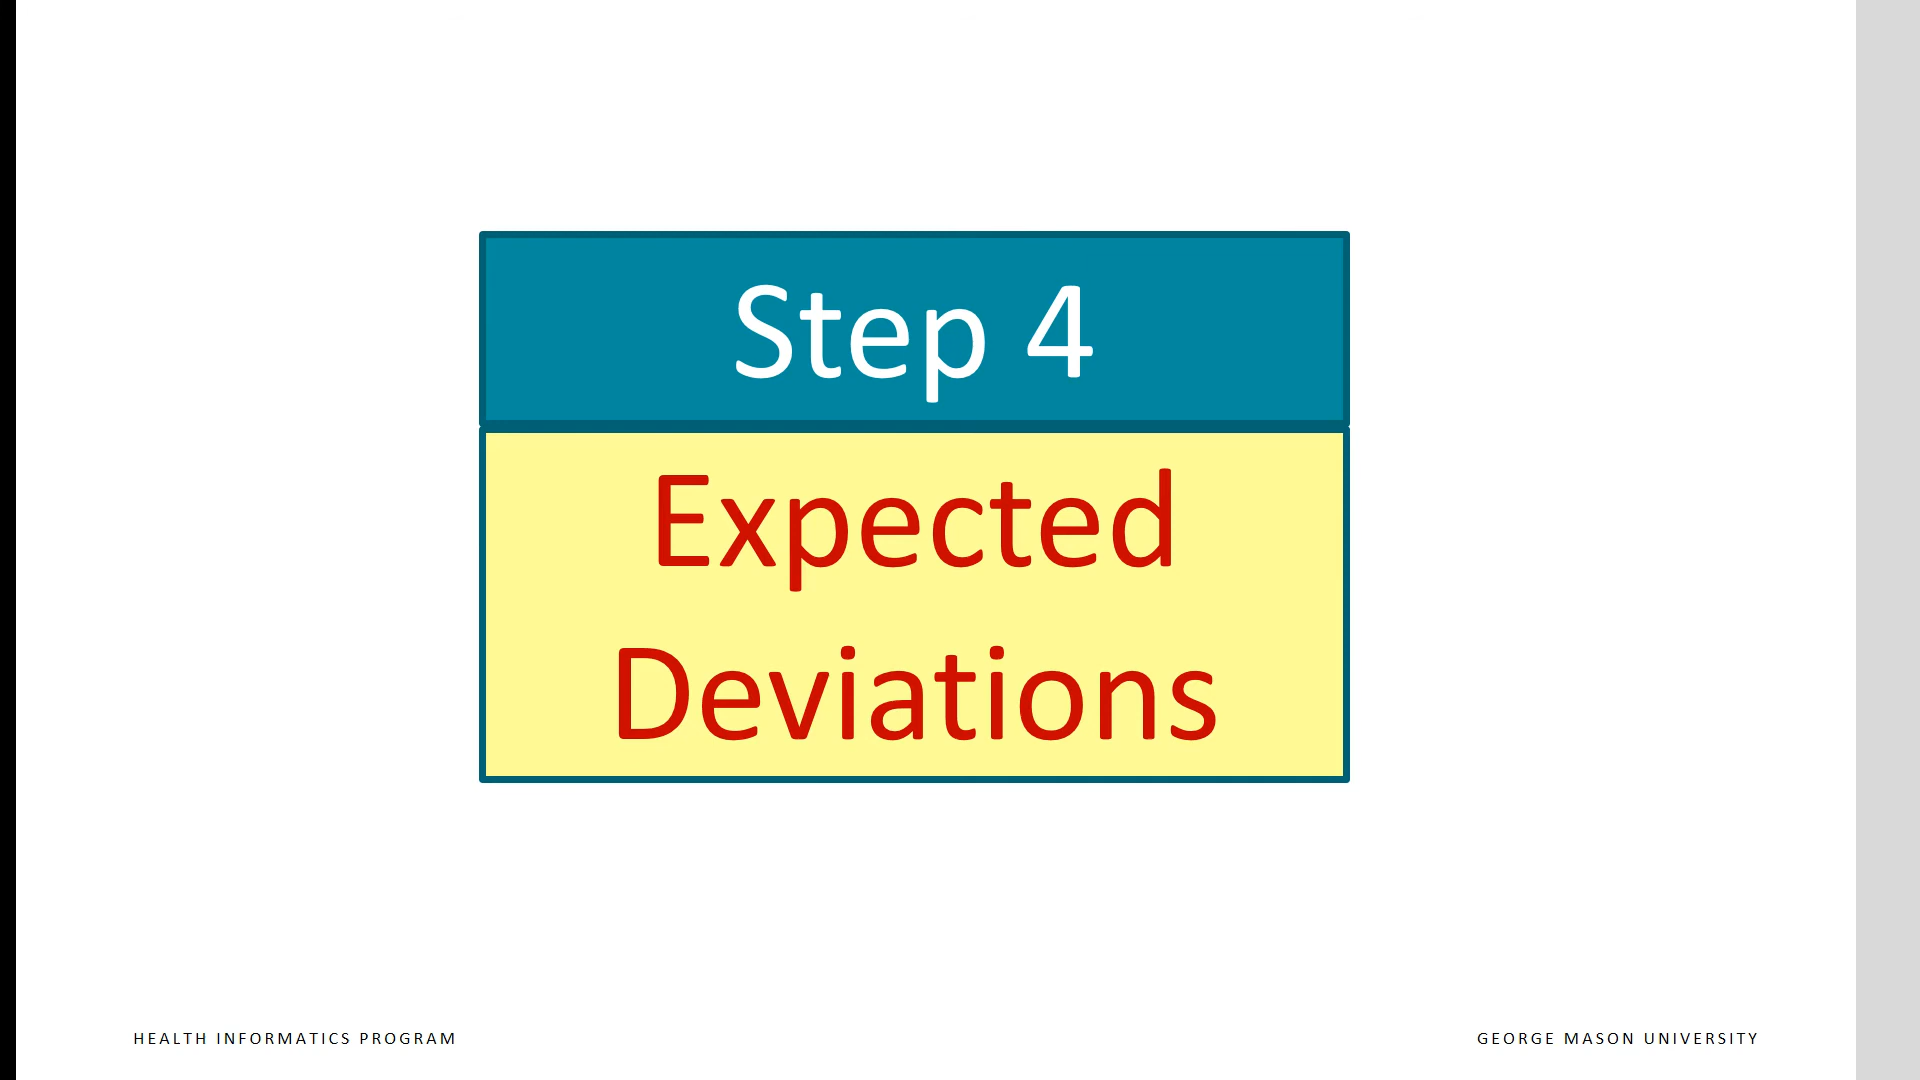 Step 4
Expected
Deviations
HEALTH INFORMATICS PROGRAM
GEORGE MASON UNIVERSITY